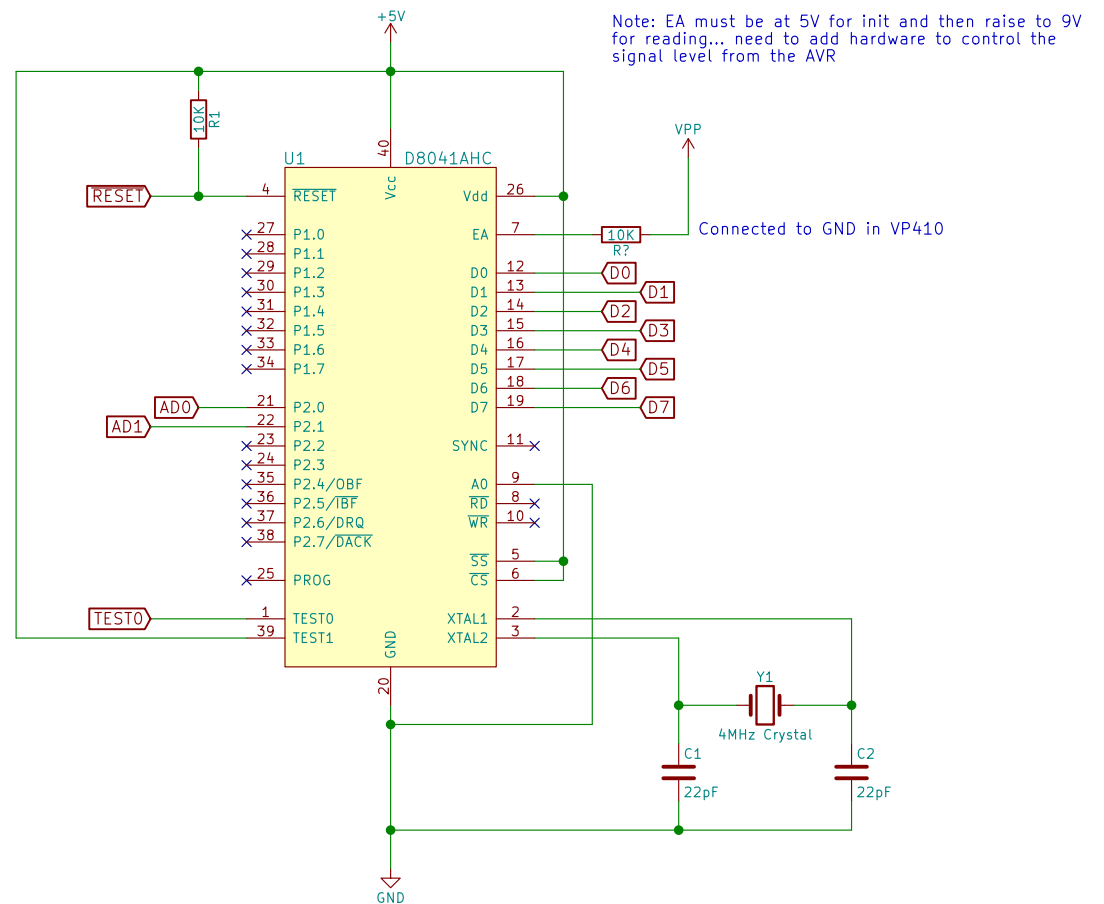 +5V
Note: EA must be at 5V for init and then raise to 9V
for reading... need to add hardware to control the
signal level from the AVR
10K
R1
VPP
U1
D8041AHC
40
Vcc
RESET
4
RESET
Vdd
26
27
P1.0
EA
7
10K
R?
Connected to GND in VP410
28
P1.1
29
P1.2
D0
12
D0
30
P1.3
D1
13
D1
31
P1.4
D2
14
D2
32
P1.5
D3
15
D3
33
P1.6
D4
16
D4
34
P1.7
D5
17
D5
D6
18
D6
AD0
21
P2.0
D7
19
D7
AD1
22
P2.1
23
P2.2
SYNC
11
24
P2.3
35
P2.4/OBF
A0
9
36
P2.5/IBF
RD
8
37
P2.6/DRQ
WR
10
38
P2.7/DACK
SS
5
25
PROG
CS
6
TEST0
1
TEST0
XTAL1
2
39
TEST1
XTAL2
3
GND
20
Y1
4MHz Crystal
C1
22pF
C2
22pF
GND